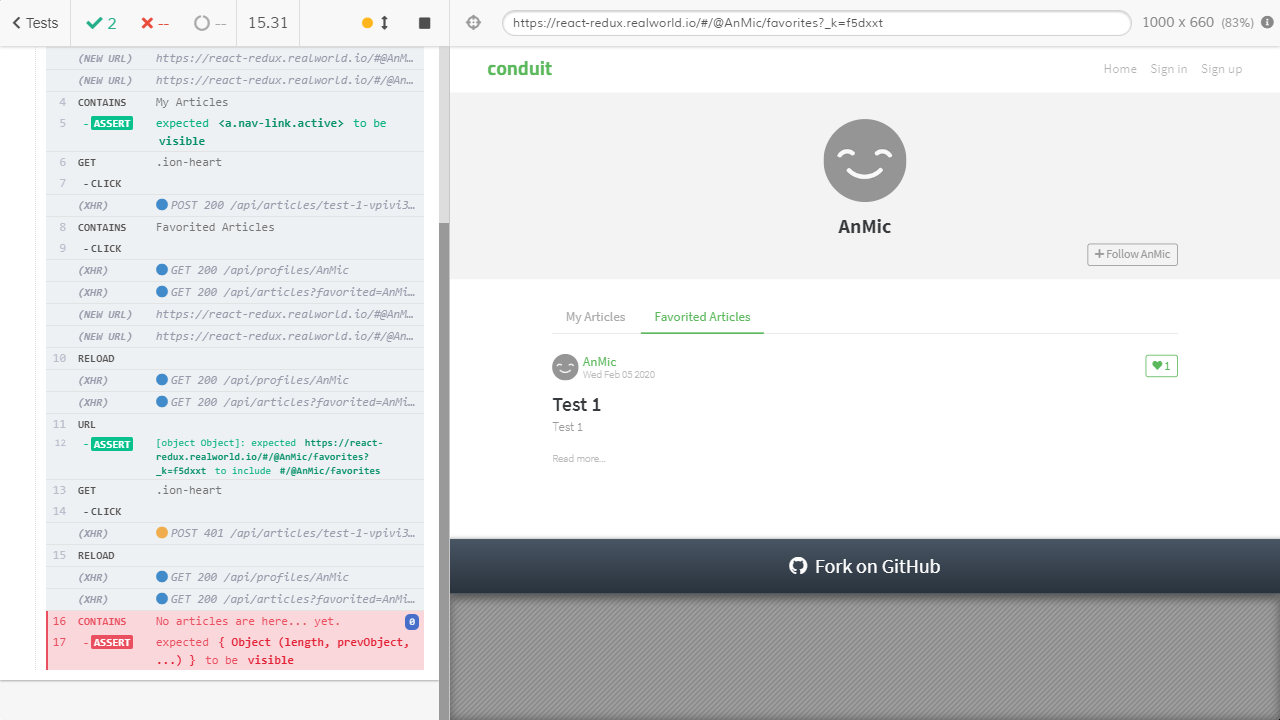 Tests
2
--
--
15.31
https://react-redux.realworld.io/#/@AnMic/favorites?_k=f5dxxt
1000 x 660 (83%)
(NEW URL) https://react-redux.realworld.io/#@AnM…
(NEW URL) https://react-redux.realworld.io/#/@An…
4 CONTAINS My Articles
5 - ASSERT expected <a.nav-link.active> to be
visible
6 GET .ion-heart
7 - CLICK
(XHR) POST 200 /api/articles/test-1-vpivi3…
8 CONTAINS Favorited Articles
9 - CLICK
(XHR) GET 200 /api/profiles/AnMic
(XHR) GET 200 /api/articles?favorited=AnMi…
(NEW URL) https://react-redux.realworld.io/#@AnM…
(NEW URL) https://react-redux.realworld.io/#/@An…
10 RELOAD
(XHR) GET 200 /api/profiles/AnMic
(XHR) GET 200 /api/articles?favorited=AnMi…
11 URL
12 - ASSERT [object Object]: expected https://react-
redux.realworld.io/#/@AnMic/favorites?
_k=f5dxxt to include #/@AnMic/favorites
13 GET .ion-heart
14 - CLICK
(XHR) POST 401 /api/articles/test-1-vpivi3…
15 RELOAD
(XHR) GET 200 /api/profiles/AnMic
(XHR) GET 200 /api/articles?favorited=AnMi…
16 CONTAINS No articles are here... yet. 0
17 - ASSERT expected { Object (length, prevObject,
...) } to be visible
conduit
Home Sign in Sign up
AnMic
Follow AnMic
My Articles Favorited Articles
AnMic
Wed Feb 05 2020
1
Test 1
Test 1
Read more...
Fork on GitHub